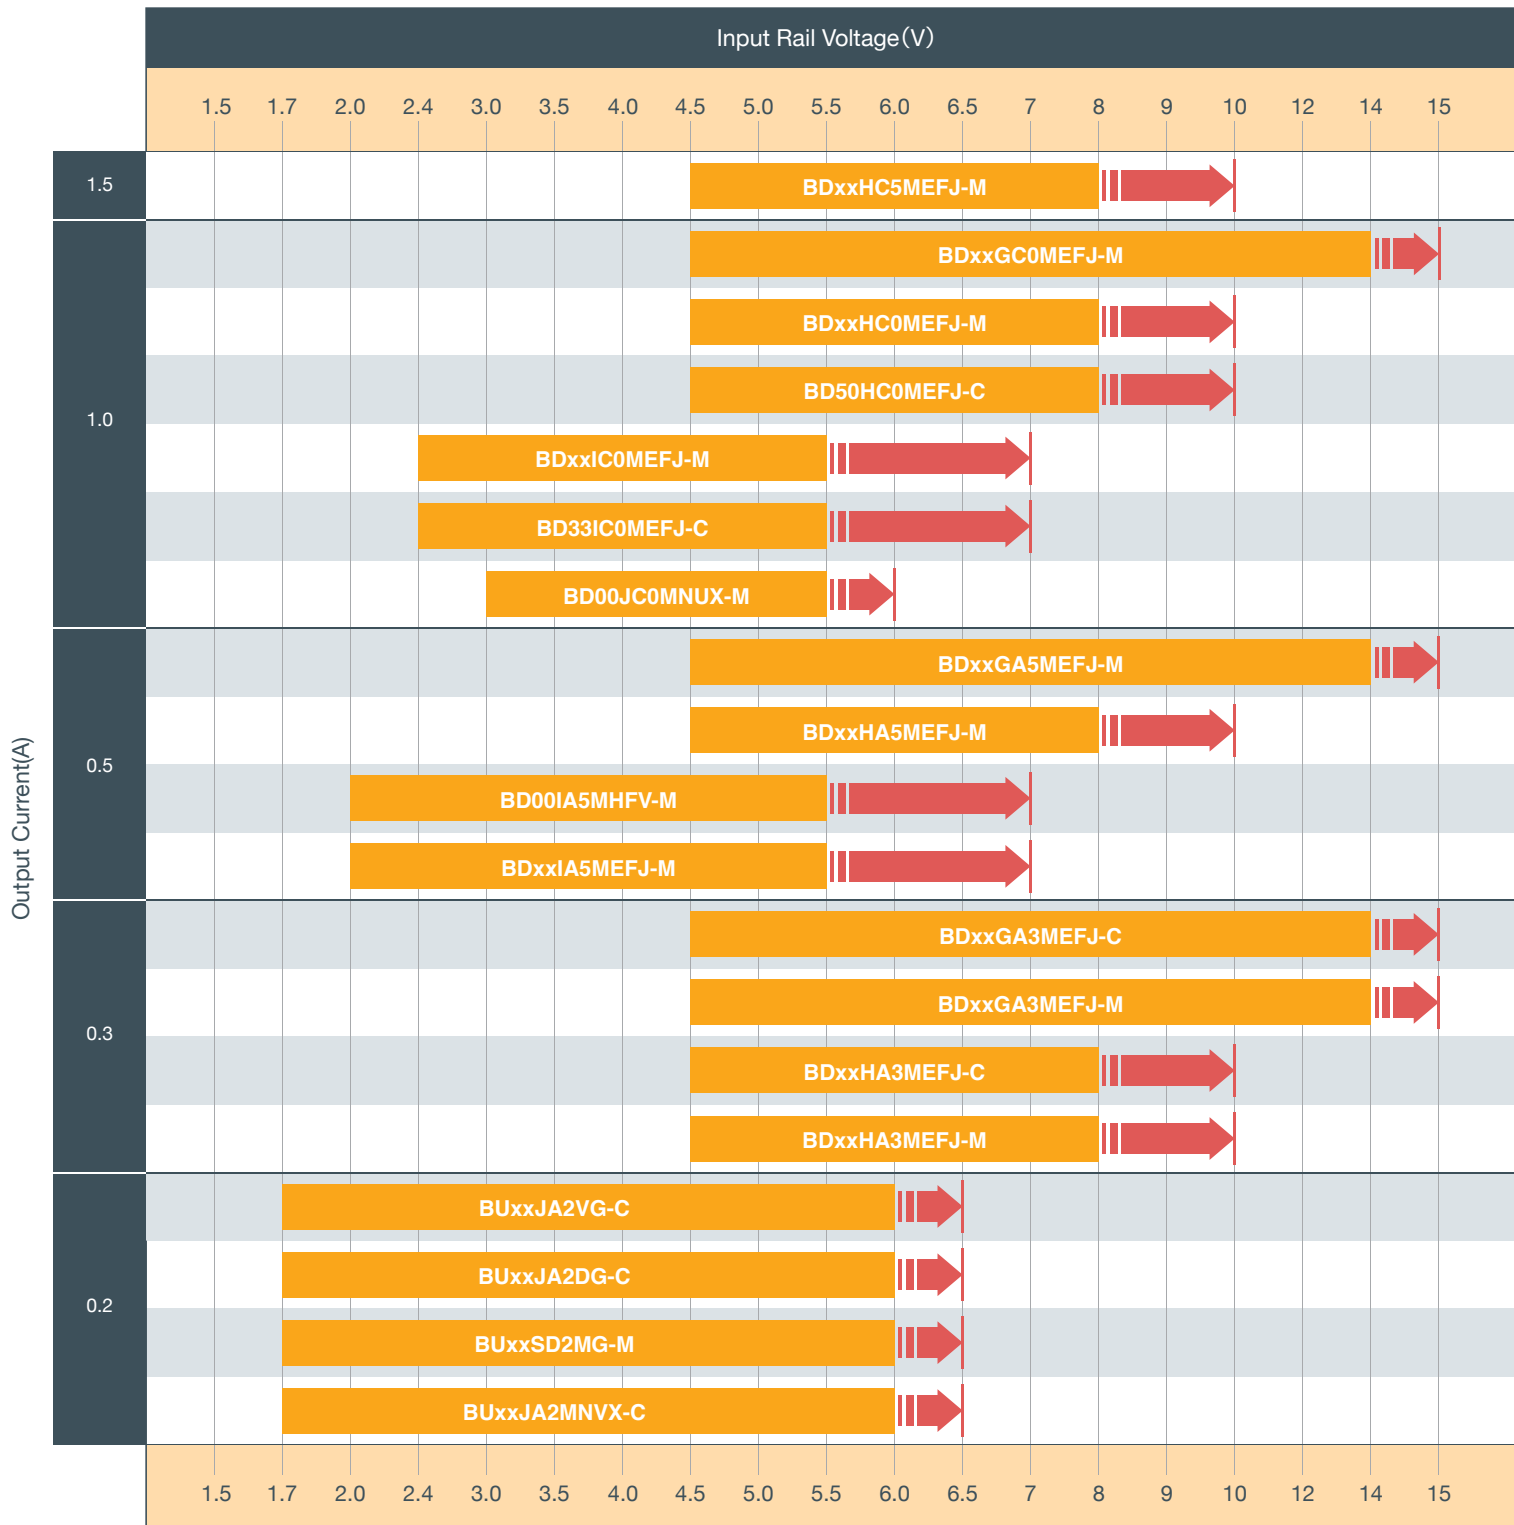 Input Rail Voltage(V)
1.5 1.7 2.0 2.4 3.0 3.5 4.0 4.5 5.0 5.5 6.0 6.5 7 8 9 10 12 14 15
Output Current(A)
1.5
BDxxHC5MEFJ-M
1.0
BDxxGC0MEFJ-M
BDxxHC0MEFJ-M
BD50HC0MEFJ-C
BDxxIC0MEFJ-M
BD33IC0MEFJ-C
BD00JC0MNUX-M
0.5
BDxxGA5MEFJ-M
BDxxHA5MEFJ-M
BD00IA5MHFV-M
BDxxIA5MEFJ-M
0.3
BDxxGA3MEFJ-C
BDxxGA3MEFJ-M
BDxxHA3MEFJ-C
BDxxHA3MEFJ-M
0.2
BUxxJA2VG-C
BUxxJA2DG-C
BUxxSD2MG-M
BUxxJA2MNVX-C
1.5 1.7 2.0 2.4 3.0 3.5 4.0 4.5 5.0 5.5 6.0 6.5 7 8 9 10 12 14 15